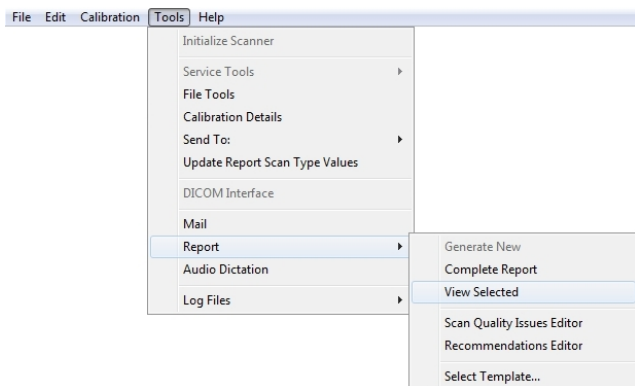 File Edit Calibration Tools Help
Initialize Scanner
Service Tools
File Tools
Calibration Details
Send To:
Update Report Scan Type Values
DICOM Interface
Mail
Report
Audio Dictation
Log Files
Generate New
Complete Report
View Selected
Scan Quality Issues Editor
Recommendations Editor
Select Template...